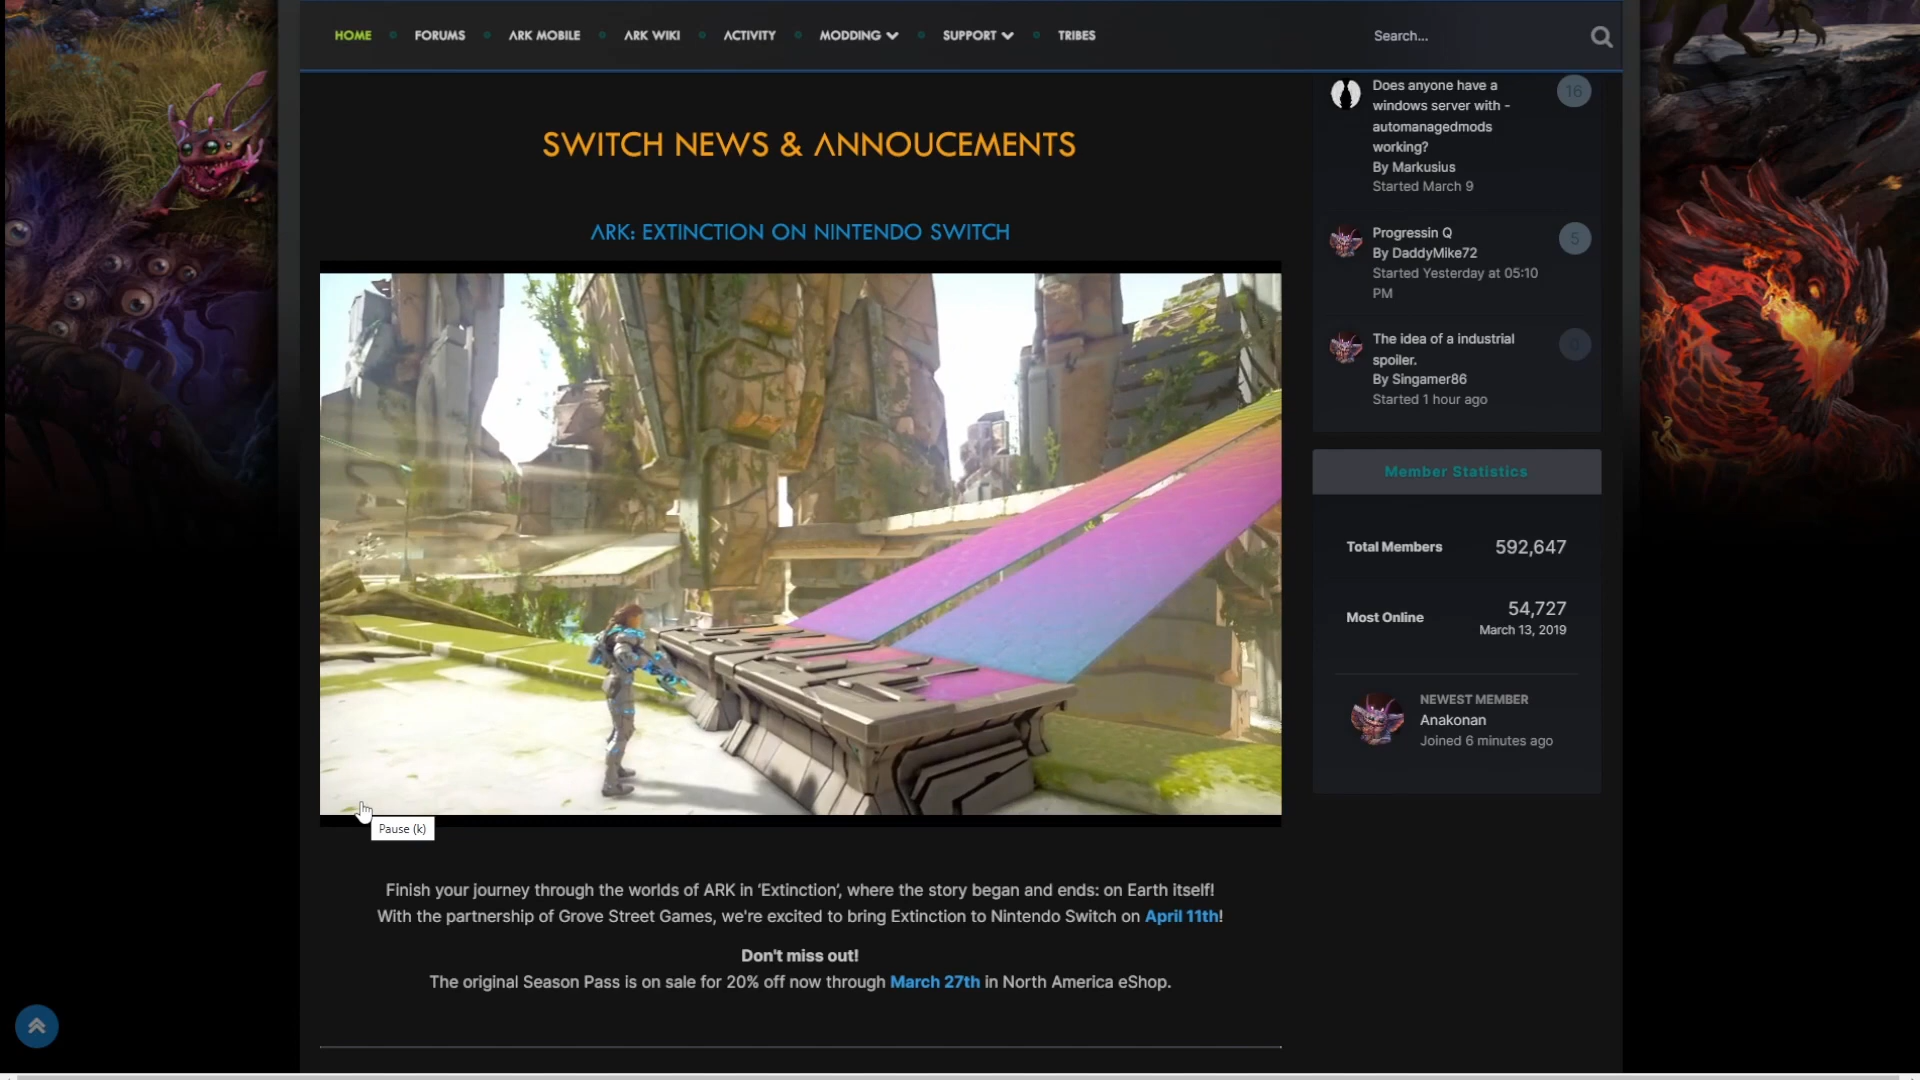 HOME
FORUMS
ARK MOBILE
ARK WIKI
ACTIVITY
MODDING
SUPPORT
TRIBES
Search...
SWITCH NEWS & ANNOUCEMENTS
ARK: EXTINCTION ON NINTENDO SWITCH
Pause (k)
Finish your journey through the worlds of ARK in ‘Extinction’, where the story began and ends: on Earth itself!
With the partnership of Grove Street Games, we're excited to bring Extinction to Nintendo Switch on April 11th!
Don't miss out!
The original Season Pass is on sale for 20% off now through March 27th in North America eShop.
Does anyone have a
windows server with -
automanagedmods
working?
By Markusius
Started March 9
16
Progressin Q
By DaddyMike72
Started Yesterday at 05:10
PM
5
The idea of a industrial
spoiler.
By Singamer86
Started 1 hour ago
Member Statistics
Total Members 592,647
Most Online 54,727
March 13, 2019
NEWEST MEMBER
Anakonan
Joined 6 minutes ago